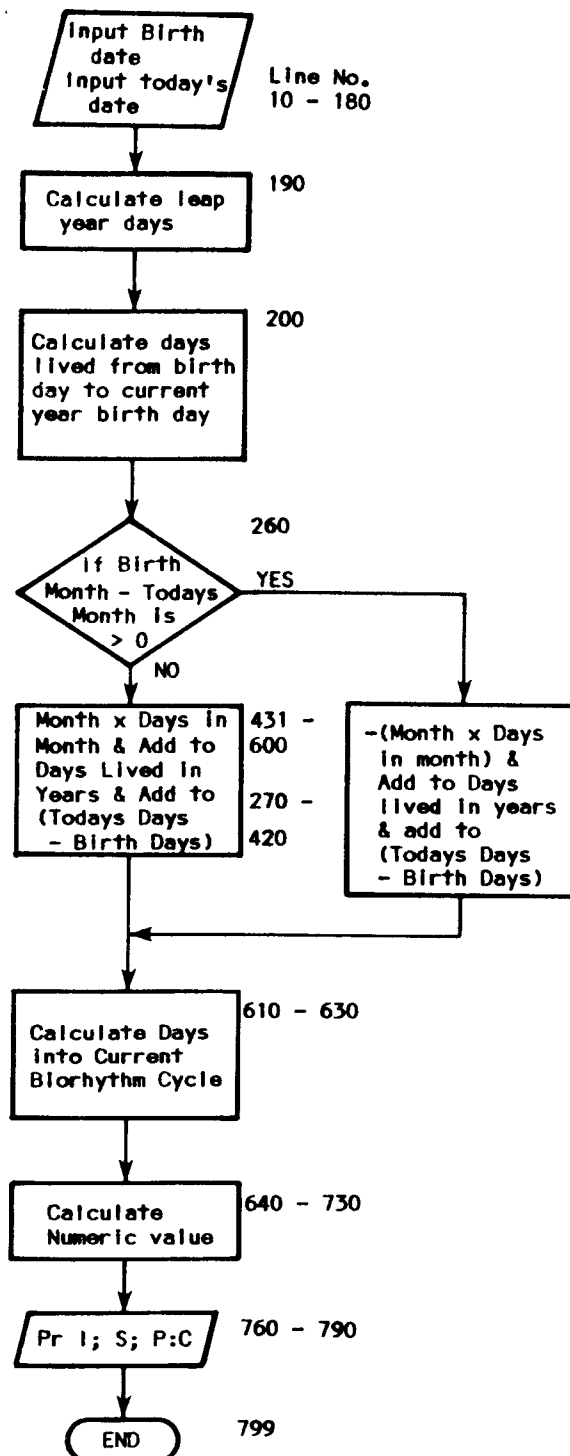 Input Birth
date
input today's
date
Line No.
10 - 180
190
Calculate leap
year days
200
Calculate days
lived from birth
day to current
year birth day
260
If Birth
Month - Todays
Month is
> 0
YES
NO
Month x Days in
Month & Add to
Days Lived in
Years & Add to
(Todays Days
- Birth Days)
431 -
600
270 -
420
-(Month x Days
in month) &
Add to Days
lived in years
& add to
(Todays Days
- Birth Days)
610 - 630
Calculate Days
into Current
Biorhythm Cycle
640 - 730
Calculate
Numeric value
Pr I; S; P:C
760 - 790
END
799